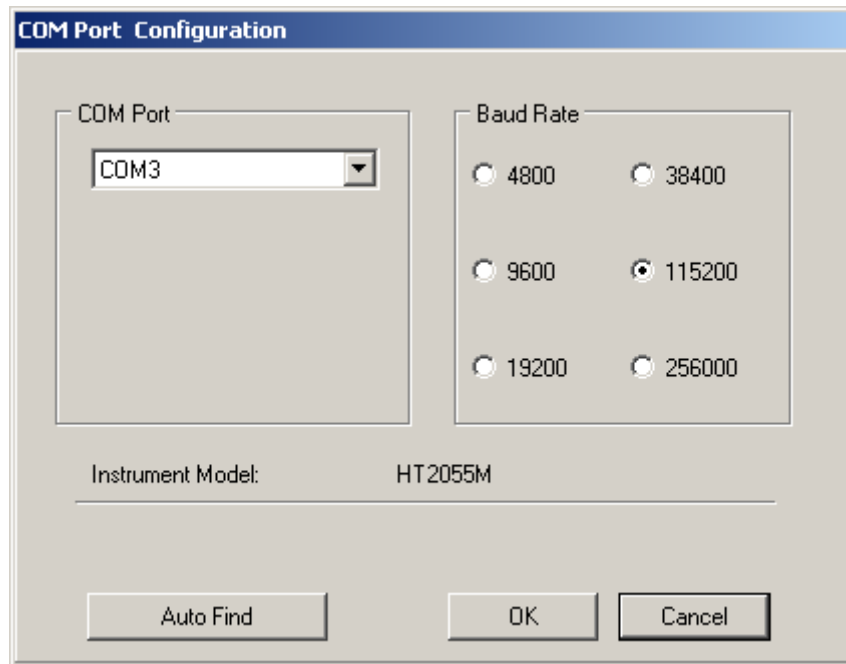 COM Port  Configuration
COM Port
COM3
Baud Rate
4800
38400
9600
115200
19200
256000
Instrument Model: HT2055M
Auto Find
OK
Cancel